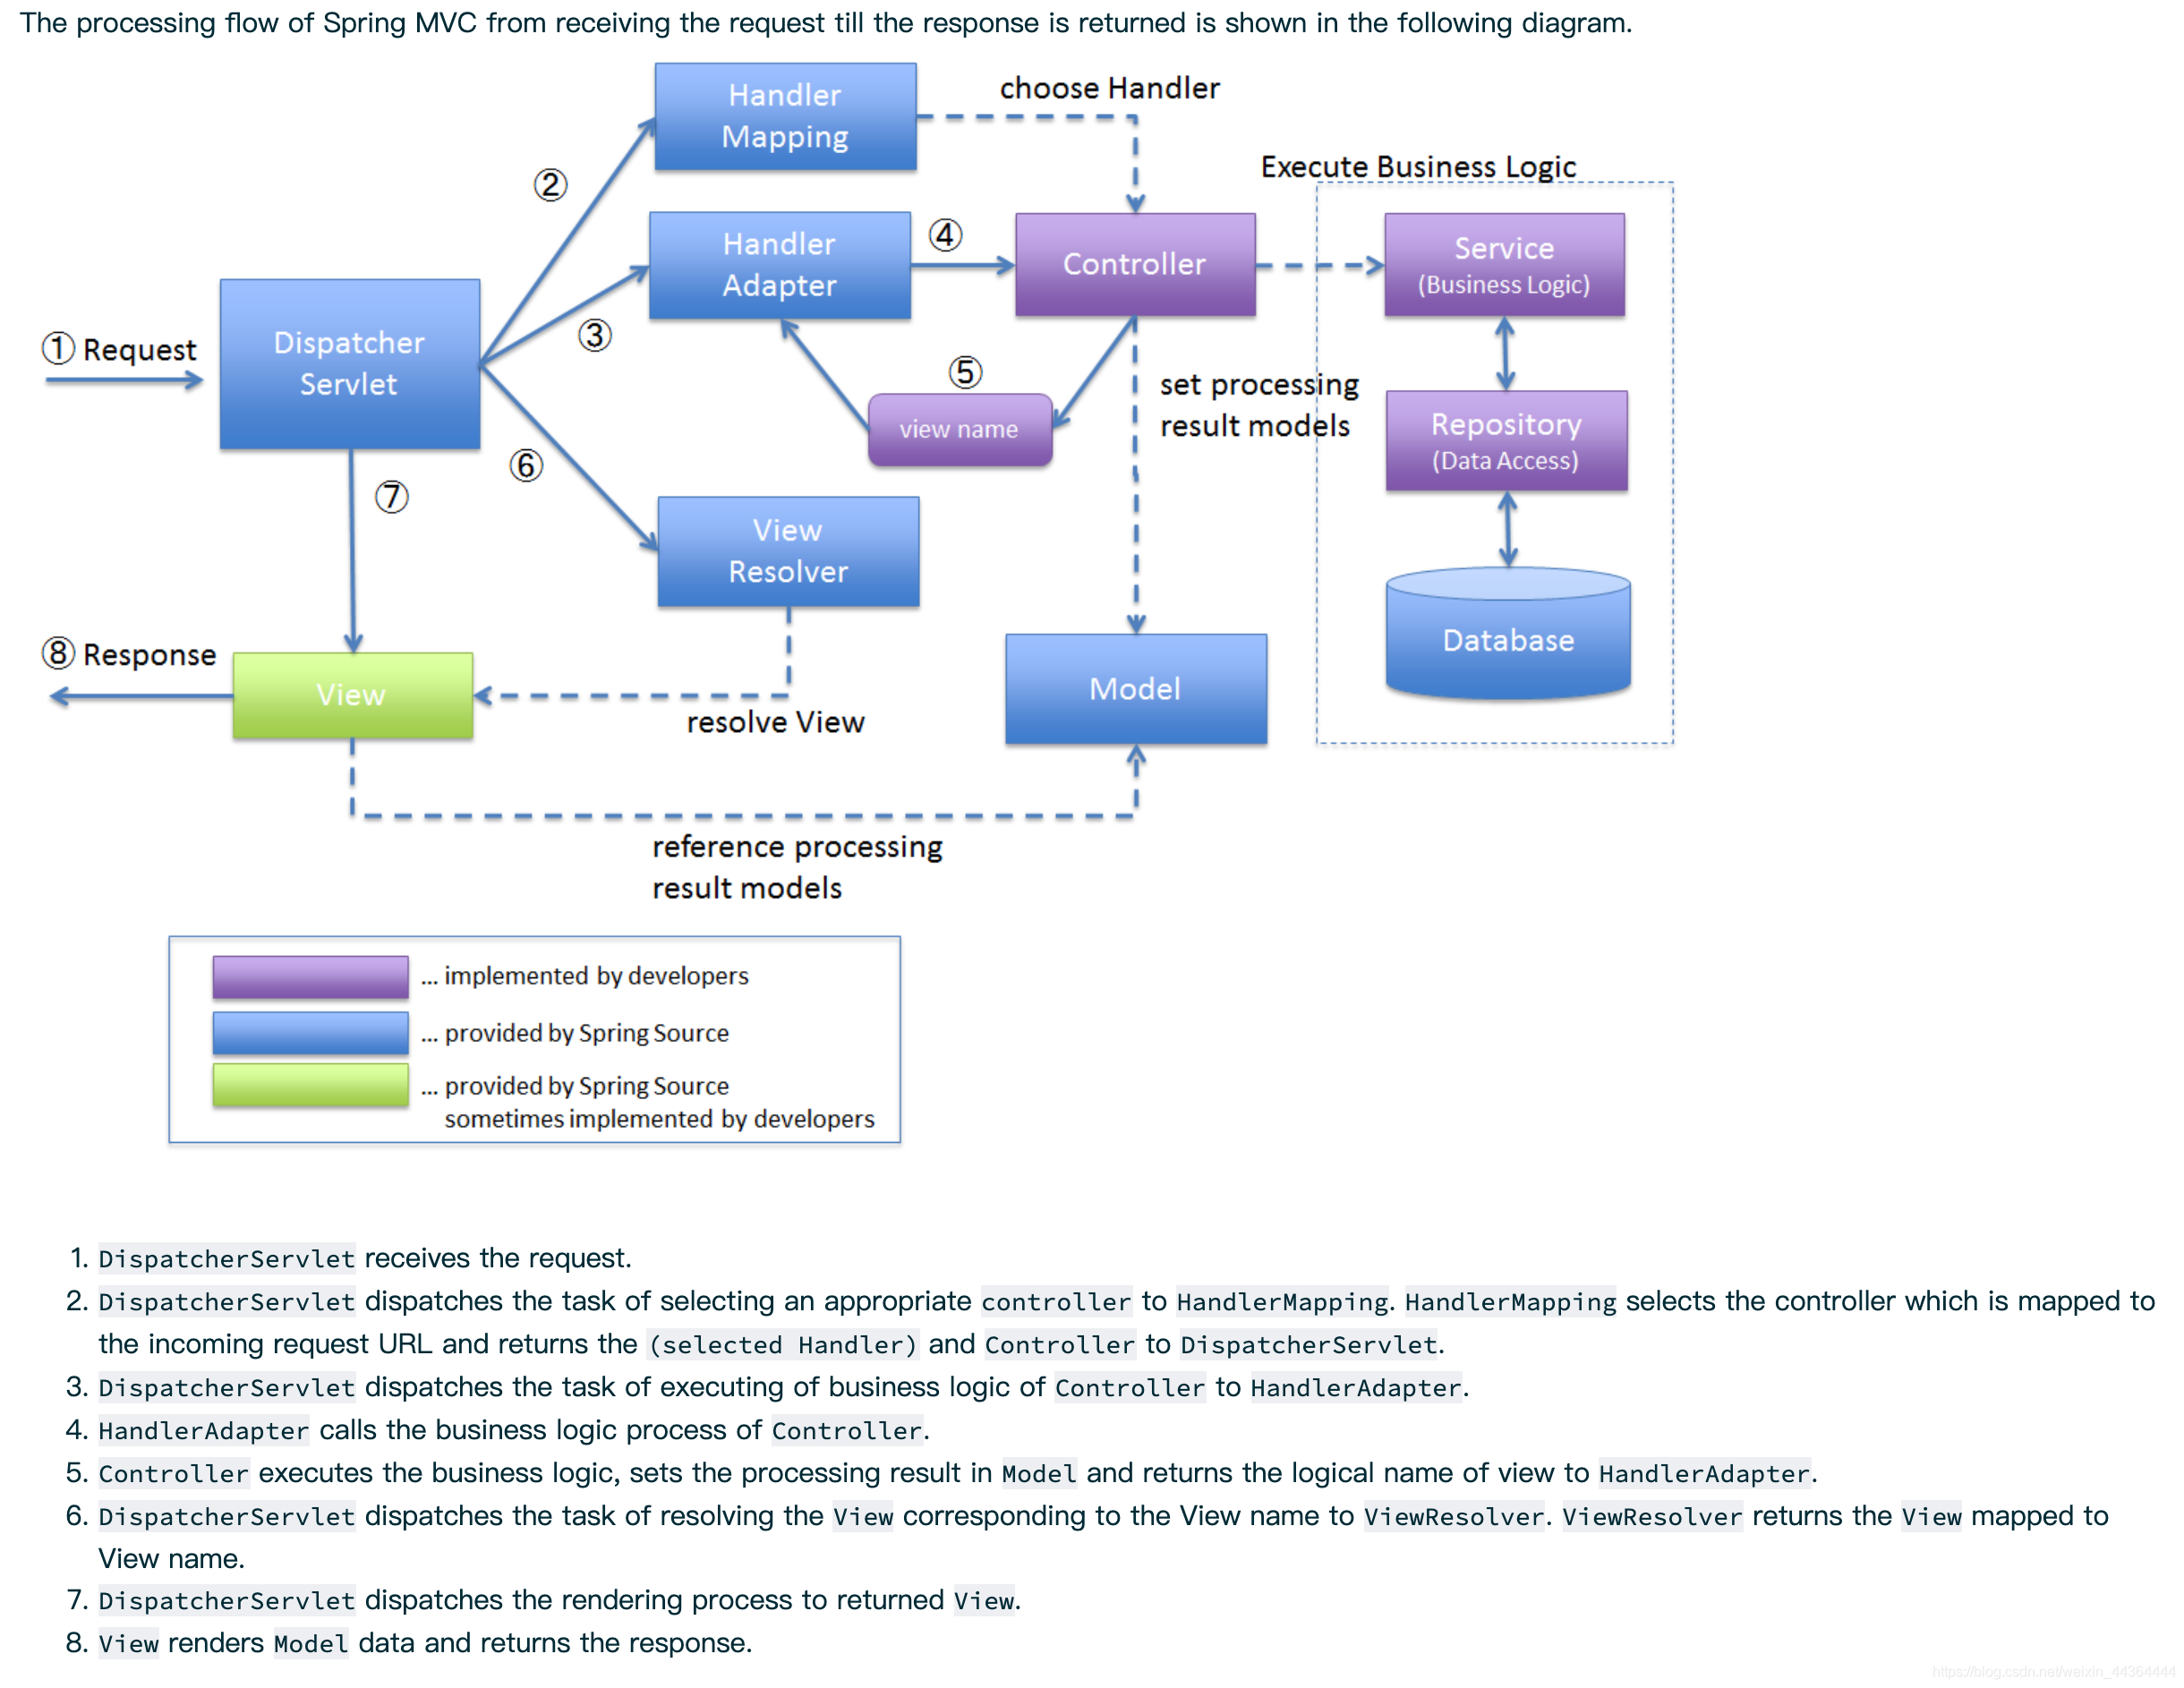 The processing flow of Spring MVC from receiving the request till the response is returned is shown in the following diagram.
Handler
Mapping
choose Handler
②
Execute Business Logic
Handler
Adapter
④
Controller
Service
(Business Logic)
① Request
Dispatcher
Servlet
③
⑤
view name
set processing
result models
Repository
(Data Access)
⑥
⑦
View
Resolver
Database
⑧ Response
View
resolve View
Model
reference processing
result models
... implemented by developers
... provided by Spring Source
... provided by Spring Source
sometimes implemented by developers
1. DispatcherServlet receives the request.
2. DispatcherServlet dispatches the task of selecting an appropriate controller to HandlerMapping. HandlerMapping selects the controller which is mapped to
the incoming request URL and returns the (selected Handler) and Controller to DispatcherServlet.
3. DispatcherServlet dispatches the task of executing of business logic of Controller to HandlerAdapter.
4. HandlerAdapter calls the business logic process of Controller.
5. Controller executes the business logic, sets the processing result in Model and returns the logical name of view to HandlerAdapter.
6. DispatcherServlet dispatches the task of resolving the View corresponding to the View name to ViewResolver. ViewResolver returns the View mapped to
View name.
7. DispatcherServlet dispatches the rendering process to returned View.
8. View renders Model data and returns the response.
https://blog.csdn.net/weixin_44364444